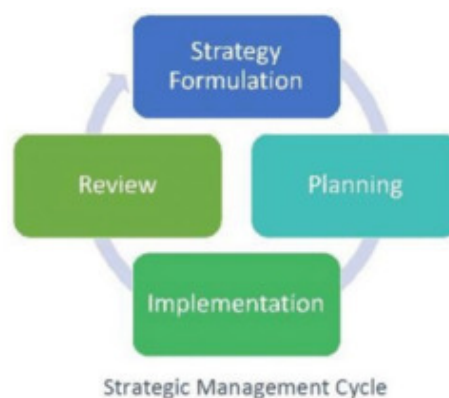 Strategy
Formulation
Planning
Implementation
Review
Strategic Management Cycle